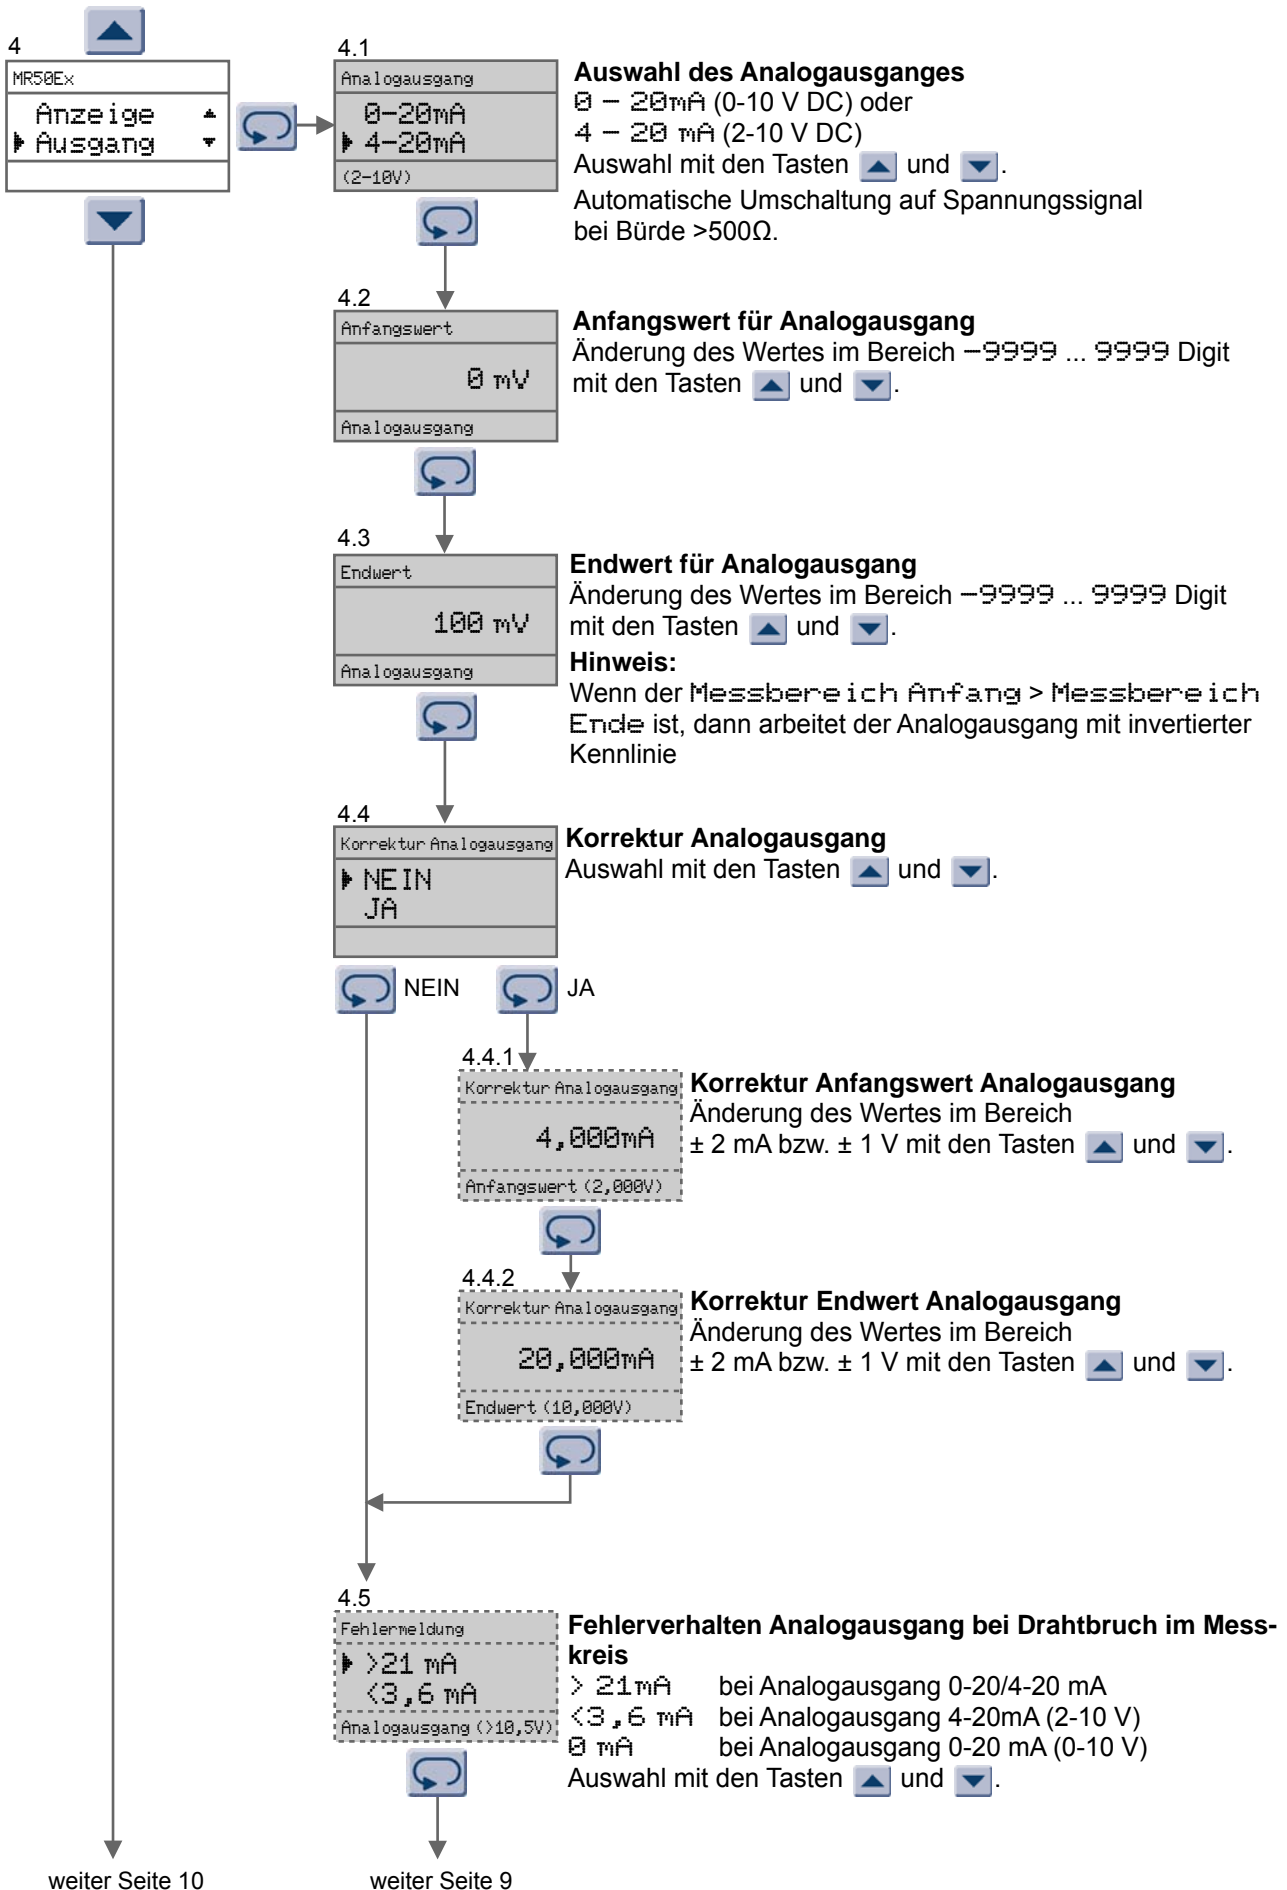 4
MR50Ex
Anzeige
Ausgang
4.1
Analogausgang
0-20mA
4-20mA
(2-10V)
Auswahl des Analogausganges
0 – 20mA (0-10 V DC) oder
4 – 20 mA (2-10 V DC)
Auswahl mit den Tasten und .
Automatische Umschaltung auf Spannungssignal
bei Bürde >500Ω.
4.2
Anfangswert
0 mV
Analogausgang
Anfangswert für Analogausgang
Änderung des Wertes im Bereich –9999 ... 9999 Digit
mit den Tasten und .
4.3
Endwert
100 mV
Analogausgang
Endwert für Analogausgang
Änderung des Wertes im Bereich –9999 ... 9999 Digit
mit den Tasten und .
Hinweis:
Wenn der Messbereich Anfang > Messbereich
Ende ist, dann arbeitet der Analogausgang mit invertierter
Kennlinie
4.4
Korrektur Analogausgang
NEIN
JA
Korrektur Analogausgang
Auswahl mit den Tasten und .
NEIN
JA
4.4.1
Korrektur Analogausgang
4,000mA
Anfangswert (2,000V)
Korrektur Anfangswert Analogausgang
Änderung des Wertes im Bereich
± 2 mA bzw. ± 1 V mit den Tasten und .
4.4.2
Korrektur Analogausgang
20,000mA
Endwert (10,000V)
Korrektur Endwert Analogausgang
Änderung des Wertes im Bereich
± 2 mA bzw. ± 1 V mit den Tasten und .
4.5
Fehlermeldung
>21 mA
<3,6 mA
Analogausgang (>10,5V)
Fehlerverhalten Analogausgang bei Drahtbruch im Mess-
kreis
> 21mA bei Analogausgang 0-20/4-20 mA
<3,6 mA bei Analogausgang 4-20mA (2-10 V)
0 mA bei Analogausgang 0-20 mA (0-10 V)
Auswahl mit den Tasten und .
weiter Seite 10
weiter Seite 9